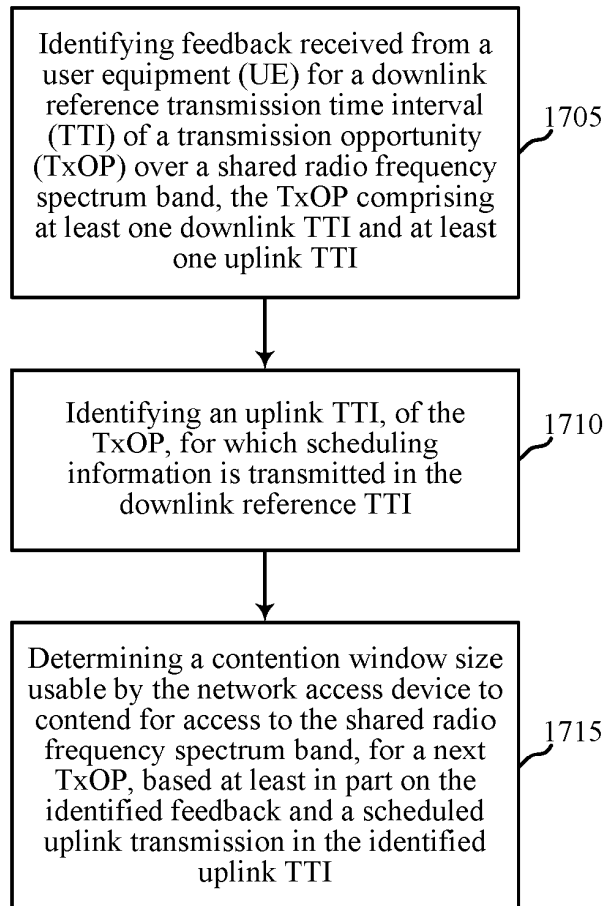 Identifying feedback received from a
user equipment (UE) for a downlink
reference transmission time interval
(TTI) of a transmission opportunity
(TxOP) over a shared radio frequency
spectrum band, the TxOP comprising
at least one downlink TTI and at least
one uplink TTI
1705
Identifying an uplink TTI, of the
TxOP, for which scheduling
information is transmitted in the
downlink reference TTI
1710
Determining a contention window size
usable by the network access device to
contend for access to the shared radio
frequency spectrum band, for a next
TxOP, based at least in part on the
identified feedback and a scheduled
uplink transmission in the identified
uplink TTI
1715